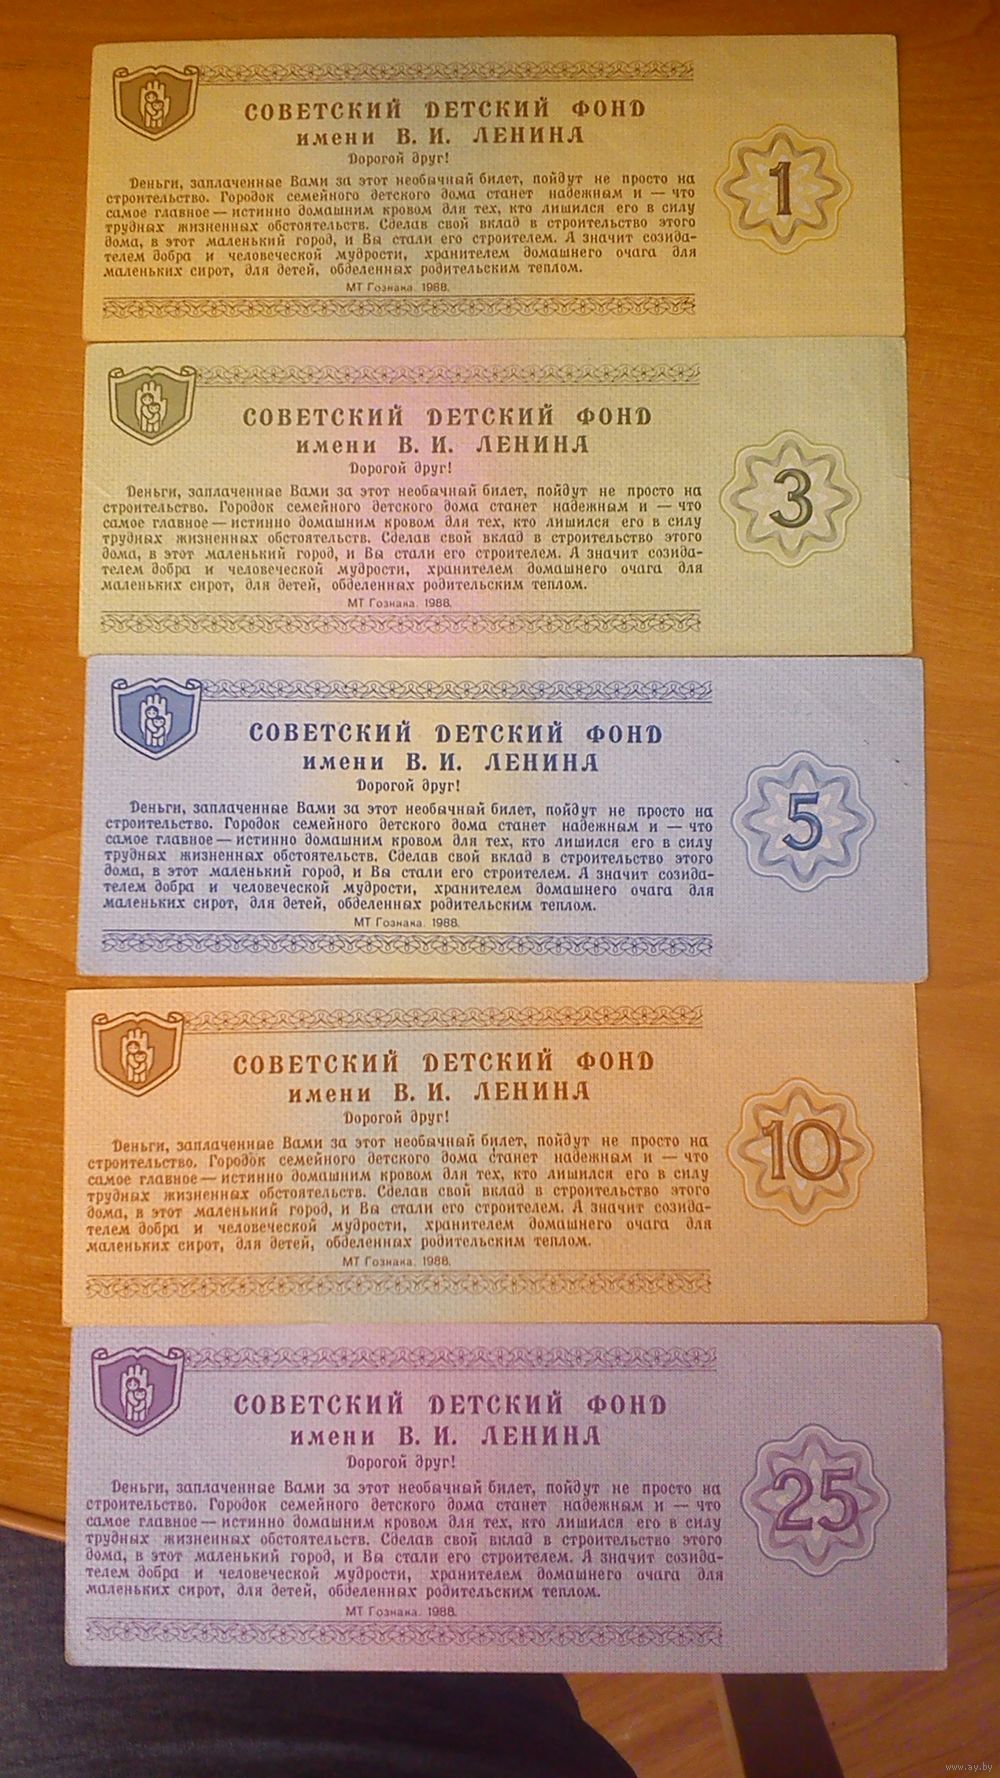 СОВЕТСКИЙ ДЕТСКИЙ ФОНД
имени В. И. ЛЕНИНА
Дорогой друг!
Деньги, заплаченные Вами за этот необычный билет, пойдут не просто на
строительство. Городок семейного детского дома станет надежным и — что
самое главное — истинно домашним кровом для тех, кто лишился его в силу
трудных жизненных обстоятельств. Сделав свой вклад в строительство этого
дома, в этот маленький город, и Вы стали его строителем. А значит созида-
телем добра и человеческой мудрости, хранителем домашнего очага для
маленьких сирот, для детей, обделенных родительским теплом.
МТ Гознака. 1988.
1
СОВЕТСКИЙ ДЕТСКИЙ ФОНД
имени В. И. ЛЕНИНА
Дорогой друг!
Деньги, заплаченные Вами за этот необычный билет, пойдут не просто на
строительство. Городок семейного детского дома станет надежным и — что
самое главное — истинно домашним кровом для тех, кто лишился его в силу
трудных жизненных обстоятельств. Сделав свой вклад в строительство этого
дома, в этот маленький город, и Вы стали его строителем. А значит созида-
телем добра и человеческой мудрости, хранителем домашнего очага для
маленьких сирот, для детей, обделенных родительским теплом.
МТ Гознака. 1988.
3
СОВЕТСКИЙ ДЕТСКИЙ ФОНД
имени В. И. ЛЕНИНА
Дорогой друг!
Деньги, заплаченные Вами за этот необычный билет, пойдут не просто на
строительство. Городок семейного детского дома станет надежным и — что
самое главное — истинно домашним кровом для тех, кто лишился его в силу
трудных жизненных обстоятельств. Сделав свой вклад в строительство этого
дома, в этот маленький город, и Вы стали его строителем. А значит созида-
телем добра и человеческой мудрости, хранителем домашнего очага для
маленьких сирот, для детей, обделенных родительским теплом.
МТ Гознака. 1988.
5
СОВЕТСКИЙ ДЕТСКИЙ ФОНД
имени В. И. ЛЕНИНА
Дорогой друг!
Деньги, заплаченные Вами за этот необычный билет, пойдут не просто на
строительство. Городок семейного детского дома станет надежным и — что
самое главное — истинно домашним кровом для тех, кто лишился его в силу
трудных жизненных обстоятельств. Сделав свой вклад в строительство этого
дома, в этот маленький город, и Вы стали его строителем. А значит созида-
телем добра и человеческой мудрости, хранителем домашнего очага для
маленьких сирот, для детей, обделенных родительским теплом.
МТ Гознака. 1988.
10
СОВЕТСКИЙ ДЕТСКИЙ ФОНД
имени В. И. ЛЕНИНА
Дорогой друг!
Деньги, заплаченные Вами за этот необычный билет, пойдут не просто на
строительство. Городок семейного детского дома станет надежным и — что
самое главное — истинно домашним кровом для тех, кто лишился его в силу
трудных жизненных обстоятельств. Сделав свой вклад в строительство этого
дома, в этот маленький город, и Вы стали его строителем. А значит созида-
телем добра и человеческой мудрости, хранителем домашнего очага для
маленьких сирот, для детей, обделенных родительским теплом.
МТ Гознака. 1988.
25
www.ay.by